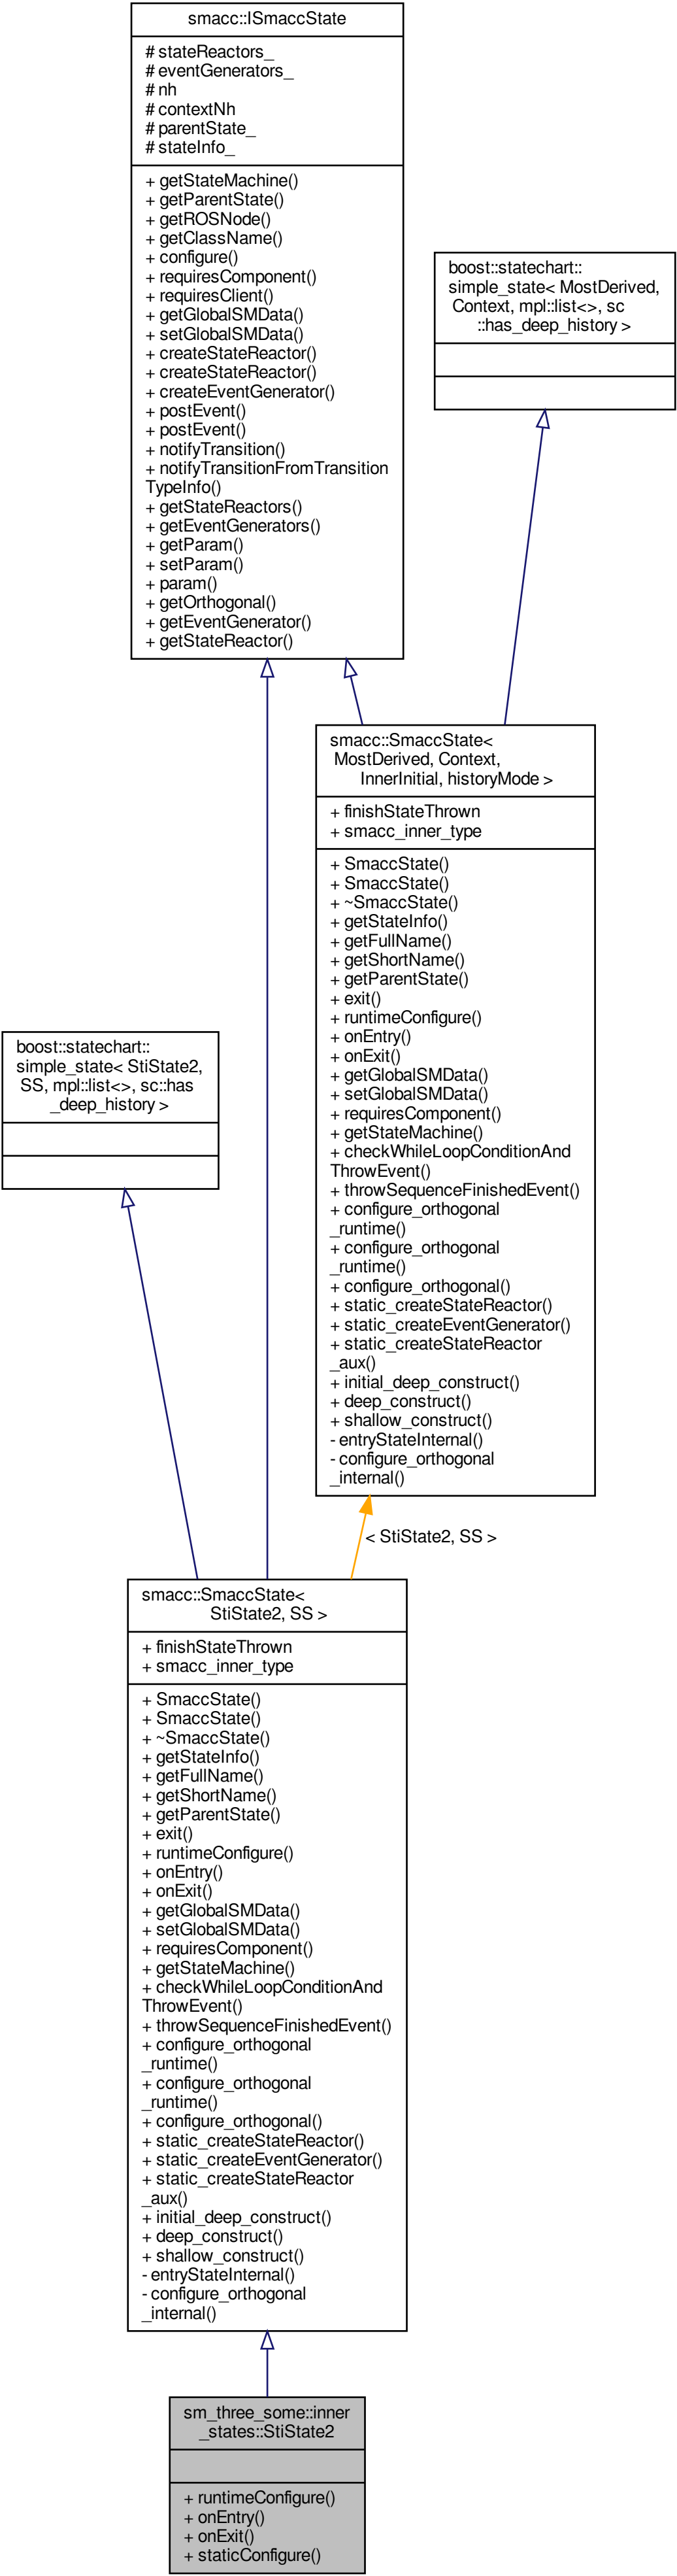 smacc::ISmaccState
# stateReactors_
# eventGenerators_
# nh
# contextNh
# parentState_
# stateInfo_
+ getStateMachine()
+ getParentState()
+ getROSNode()
+ getClassName()
+ configure()
+ requiresComponent()
+ requiresClient()
+ getGlobalSMData()
+ setGlobalSMData()
+ createStateReactor()
+ createStateReactor()
+ createEventGenerator()
+ postEvent()
+ postEvent()
+ notifyTransition()
+ notifyTransitionFromTransition
TypeInfo()
+ getStateReactors()
+ getEventGenerators()
+ getParam()
+ setParam()
+ param()
+ getOrthogonal()
+ getEventGenerator()
+ getStateReactor()
boost::statechart::
simple_state< MostDerived,
Context, mpl::list<>, sc
::has_deep_history >
smacc::SmaccState<
MostDerived, Context,
InnerInitial, historyMode >
+ finishStateThrown
+ smacc_inner_type
+ SmaccState()
+ SmaccState()
+ ~SmaccState()
+ getStateInfo()
+ getFullName()
+ getShortName()
+ getParentState()
+ exit()
+ runtimeConfigure()
+ onEntry()
+ onExit()
+ getGlobalSMData()
+ setGlobalSMData()
+ requiresComponent()
+ getStateMachine()
+ checkWhileLoopConditionAnd
ThrowEvent()
+ throwSequenceFinishedEvent()
+ configure_orthogonal
_runtime()
+ configure_orthogonal
_runtime()
+ configure_orthogonal()
+ static_createStateReactor()
+ static_createEventGenerator()
+ static_createStateReactor
_aux()
+ initial_deep_construct()
+ deep_construct()
+ shallow_construct()
- entryStateInternal()
- configure_orthogonal
_internal()
boost::statechart::
simple_state< StiState2,
SS, mpl::list<>, sc::has
_deep_history >
< StiState2, SS >
smacc::SmaccState<
StiState2, SS >
+ finishStateThrown
+ smacc_inner_type
+ SmaccState()
+ SmaccState()
+ ~SmaccState()
+ getStateInfo()
+ getFullName()
+ getShortName()
+ getParentState()
+ exit()
+ runtimeConfigure()
+ onEntry()
+ onExit()
+ getGlobalSMData()
+ setGlobalSMData()
+ requiresComponent()
+ getStateMachine()
+ checkWhileLoopConditionAnd
ThrowEvent()
+ throwSequenceFinishedEvent()
+ configure_orthogonal
_runtime()
+ configure_orthogonal
_runtime()
+ configure_orthogonal()
+ static_createStateReactor()
+ static_createEventGenerator()
+ static_createStateReactor
_aux()
+ initial_deep_construct()
+ deep_construct()
+ shallow_construct()
- entryStateInternal()
- configure_orthogonal
_internal()
sm_three_some::inner
_states::StiState2
+ runtimeConfigure()
+ onEntry()
+ onExit()
+ staticConfigure()